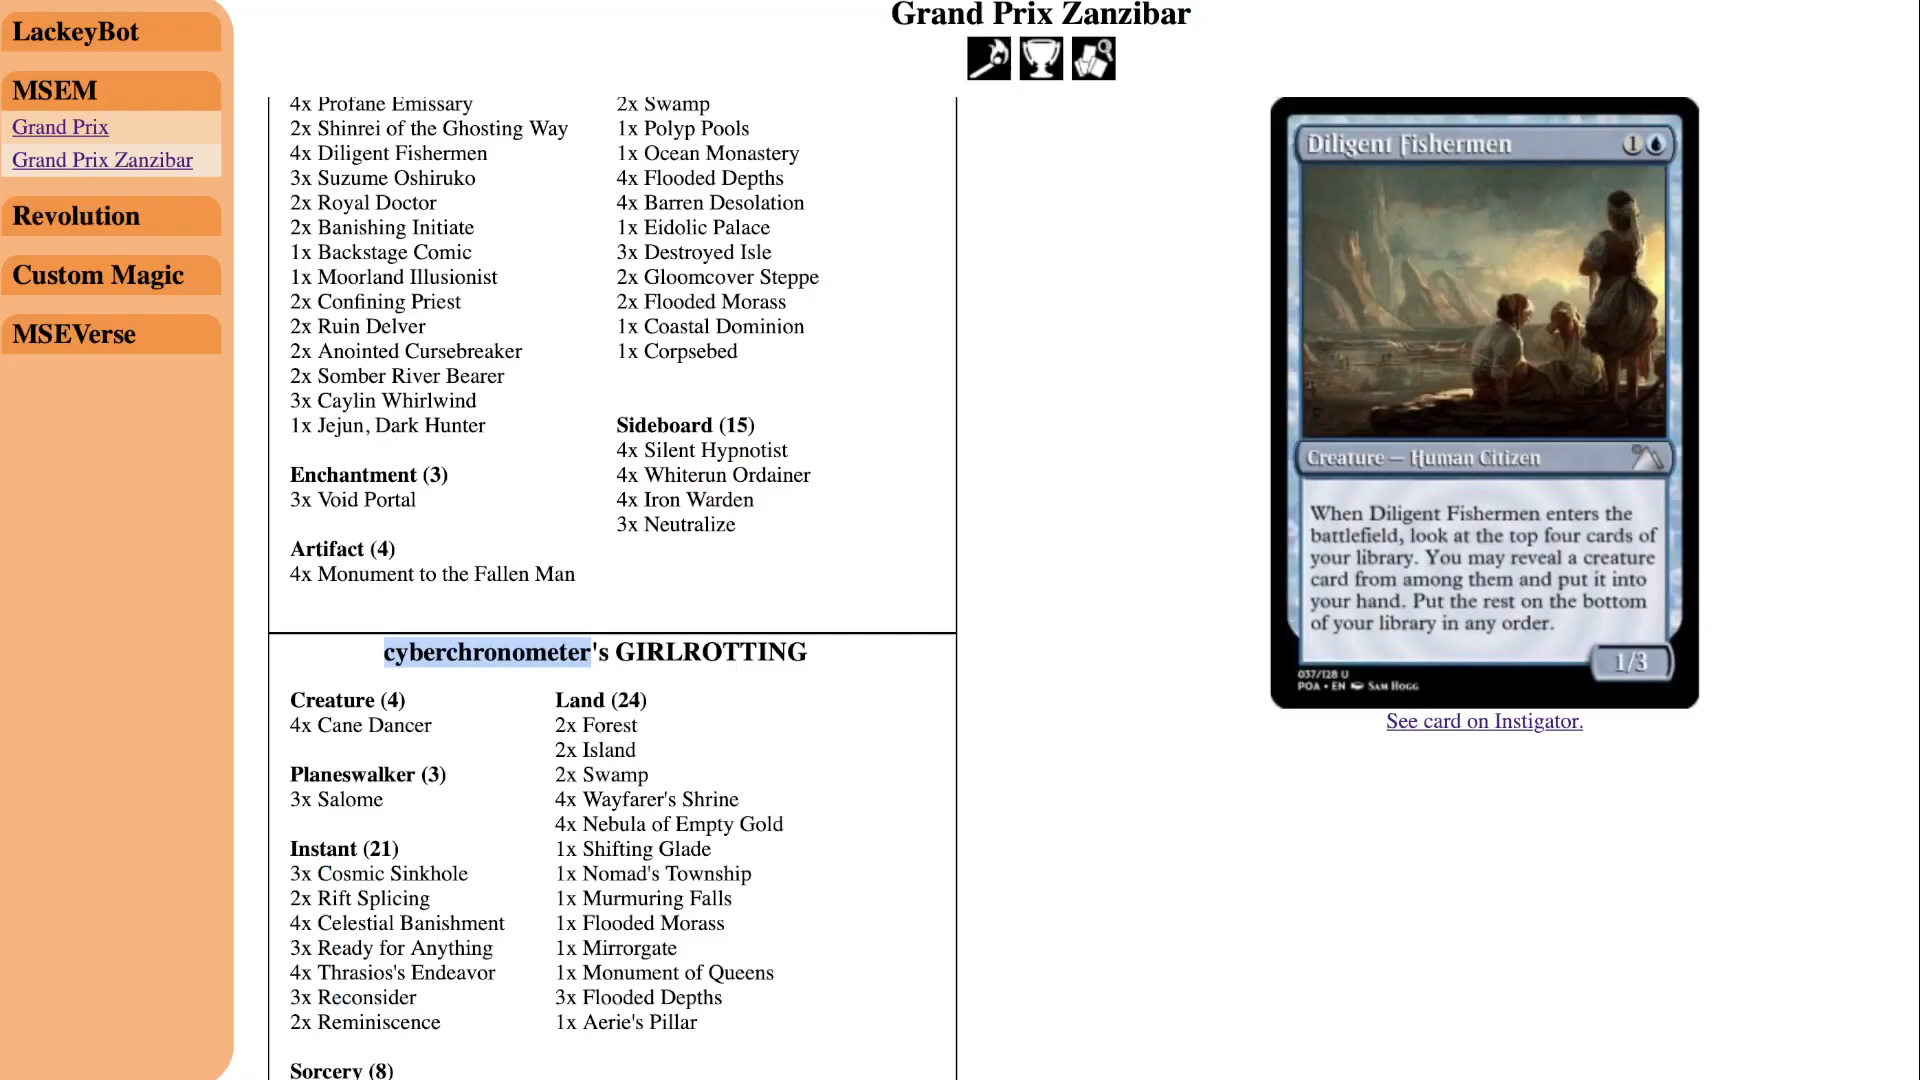 LackeyBot
MSEM
Grand Prix
Grand Prix Zanzibar
Revolution
Custom Magic
MSEVerse
Grand Prix Zanzibar
4x Profane Emissary
2x Shinrei of the Ghosting Way
4x Diligent Fishermen
3x Suzume Oshiruko
2x Royal Doctor
2x Banishing Initiate
1x Backstage Comic
1x Moorland Illusionist
2x Confining Priest
2x Ruin Delver
2x Anointed Cursebreaker
2x Somber River Bearer
3x Caylin Whirlwind
1x Jejun, Dark Hunter
Enchantment (3)
3x Void Portal
Artifact (4)
4x Monument to the Fallen Man
2x Swamp
1x Polyp Pools
1x Ocean Monastery
4x Flooded Depths
4x Barren Desolation
1x Eidolic Palace
3x Destroyed Isle
2x Gloomcover Steppe
2x Flooded Morass
1x Coastal Dominion
1x Corpsebed
Sideboard (15)
4x Silent Hypnotist
4x Whiterun Ordainer
4x Iron Warden
3x Neutralize
cyberchronometer's GIRLROTTING
Creature (4)
4x Cane Dancer
Planeswalker (3)
3x Salome
Instant (21)
3x Cosmic Sinkhole
2x Rift Splicing
4x Celestial Banishment
3x Ready for Anything
4x Thrasios's Endeavor
3x Reconsider
2x Reminiscence
Sorcery (8)
Land (24)
2x Forest
2x Island
2x Swamp
4x Wayfarer's Shrine
4x Nebula of Empty Gold
1x Shifting Glade
1x Nomad's Township
1x Murmuring Falls
1x Flooded Morass
1x Mirrorgate
1x Monument of Queens
3x Flooded Depths
1x Aerie's Pillar
Diligent Fishermen 1
Creature — Human Citizen
When Diligent Fishermen enters the
battlefield, look at the top four cards of
your library. You may reveal a creature
card from among them and put it into
your hand. Put the rest on the bottom
of your library in any order.
1/3
037/128 U
POA • EN SAM HOGG
See card on Instigator.